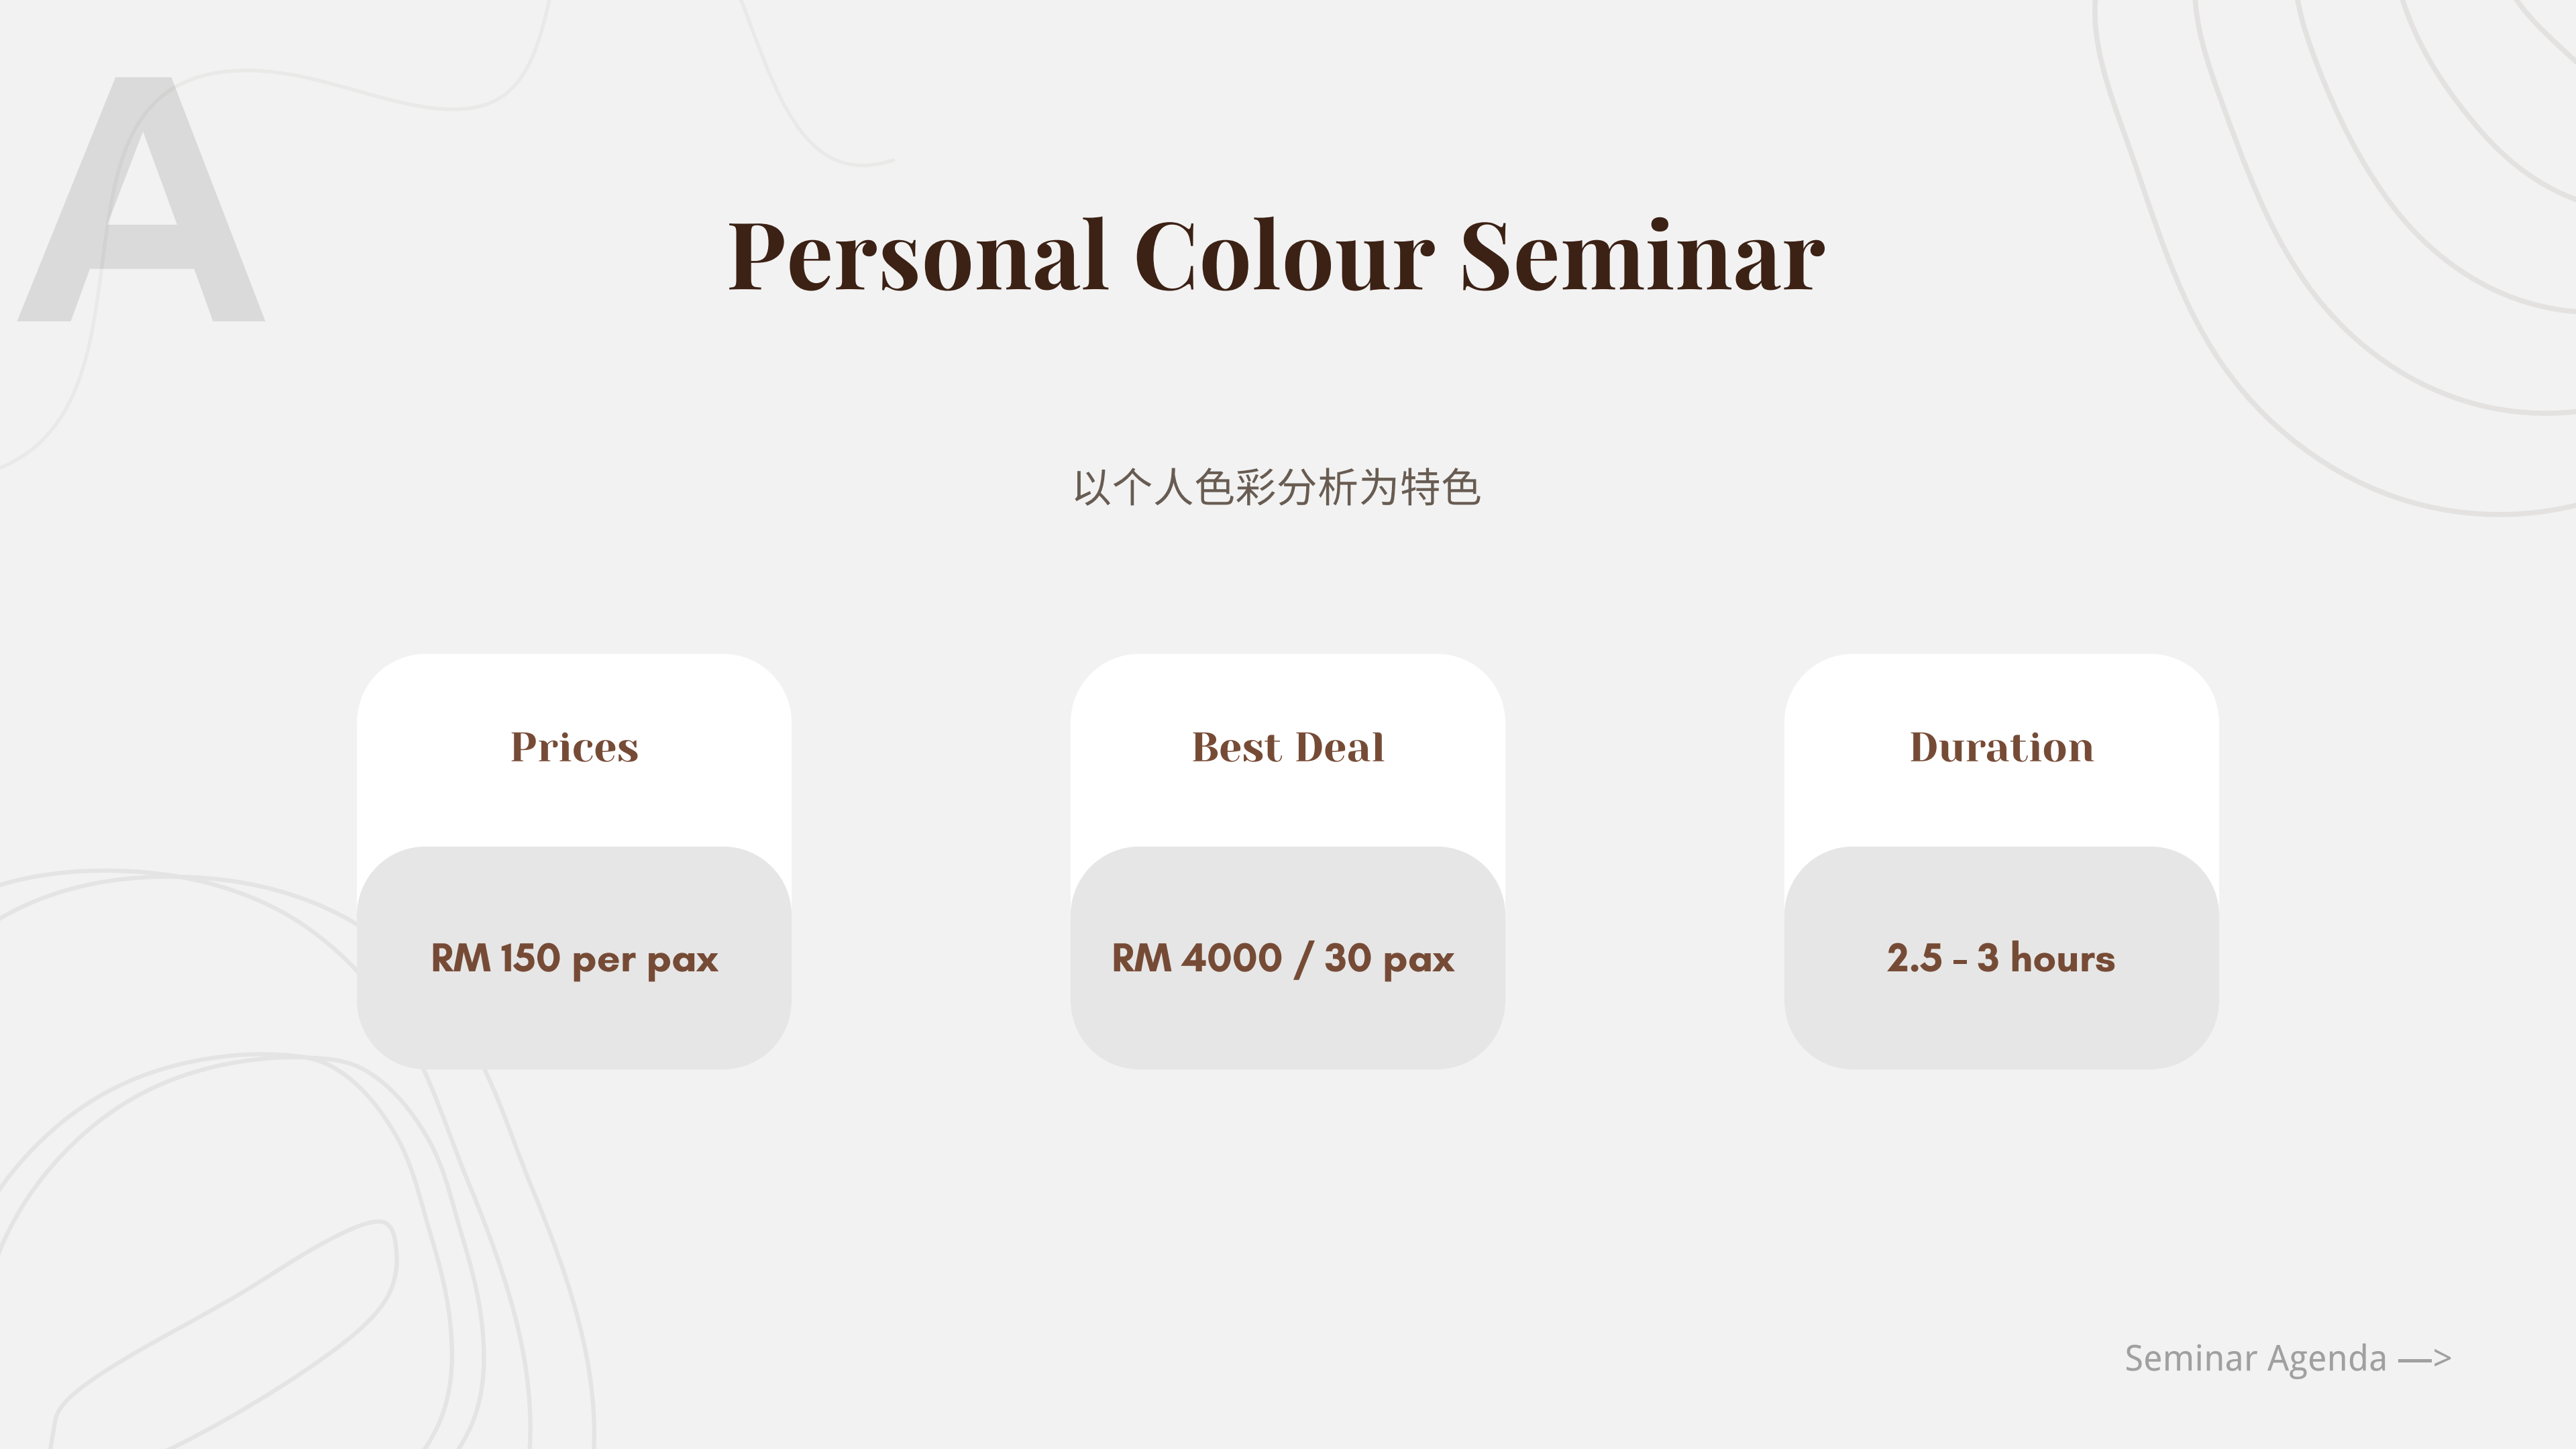 A
Personal Colour Seminar
以个人色彩分析为特色
Prices
RM 150 per pax
Best Deal
RM 4000 / 30 pax
Duration
2.5 - 3 hours
Seminar Agenda —>